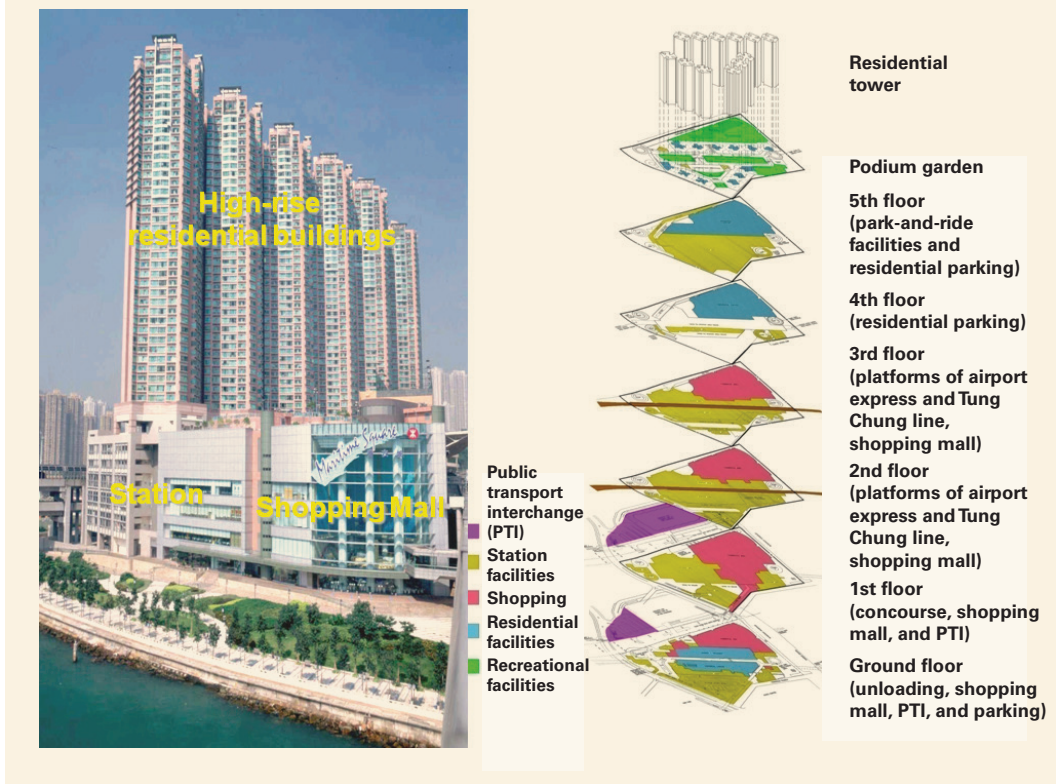 High-rise
residential buildings
Station
Shopping Mall
Maritime Square
Public
transport
interchange
(PTI)
Station
facilities
Shopping
Residential
facilities
Recreational
facilities
Residential
tower
Podium garden
5th floor
(park-and-ride
facilities and
residential parking)
4th floor
(residential parking)
3rd floor
(platforms of airport
express and Tung
Chung line,
shopping mall)
2nd floor
(platforms of airport
express and Tung
Chung line,
shopping mall)
1st floor
(concourse, shopping
mall, and PTI)
Ground floor
(unloading, shopping
mall, PTI, and parking)